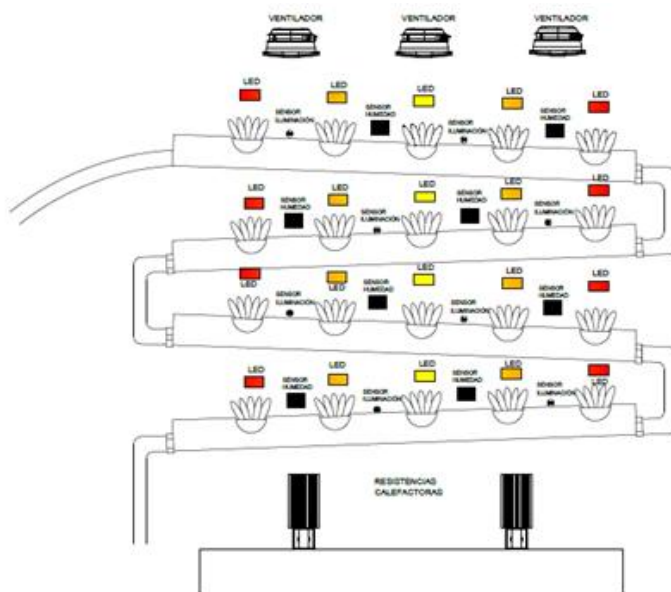 VENTILADOR
VENTILADOR
VENTILADOR
LED
SENSOR
ILUMINACIÓN
LED
SENSOR
HUMEDAD
LED
SENSOR
ILUMINACIÓN
LED
SENSOR
HUMEDAD
LED
LED
SENSOR
HUMEDAD
LED
SENSOR
ILUMINACIÓN
LED
SENSOR
HUMEDAD
LED
SENSOR
ILUMINACIÓN
LED
LED
SENSOR
ILUMINACIÓN
LED
SENSOR
HUMEDAD
LED
SENSOR
ILUMINACIÓN
LED
SENSOR
HUMEDAD
LED
LED
SENSOR
HUMEDAD
LED
SENSOR
ILUMINACIÓN
LED
SENSOR
HUMEDAD
LED
SENSOR
ILUMINACIÓN
LED
RESISTENCIAS
CALEFACTORAS